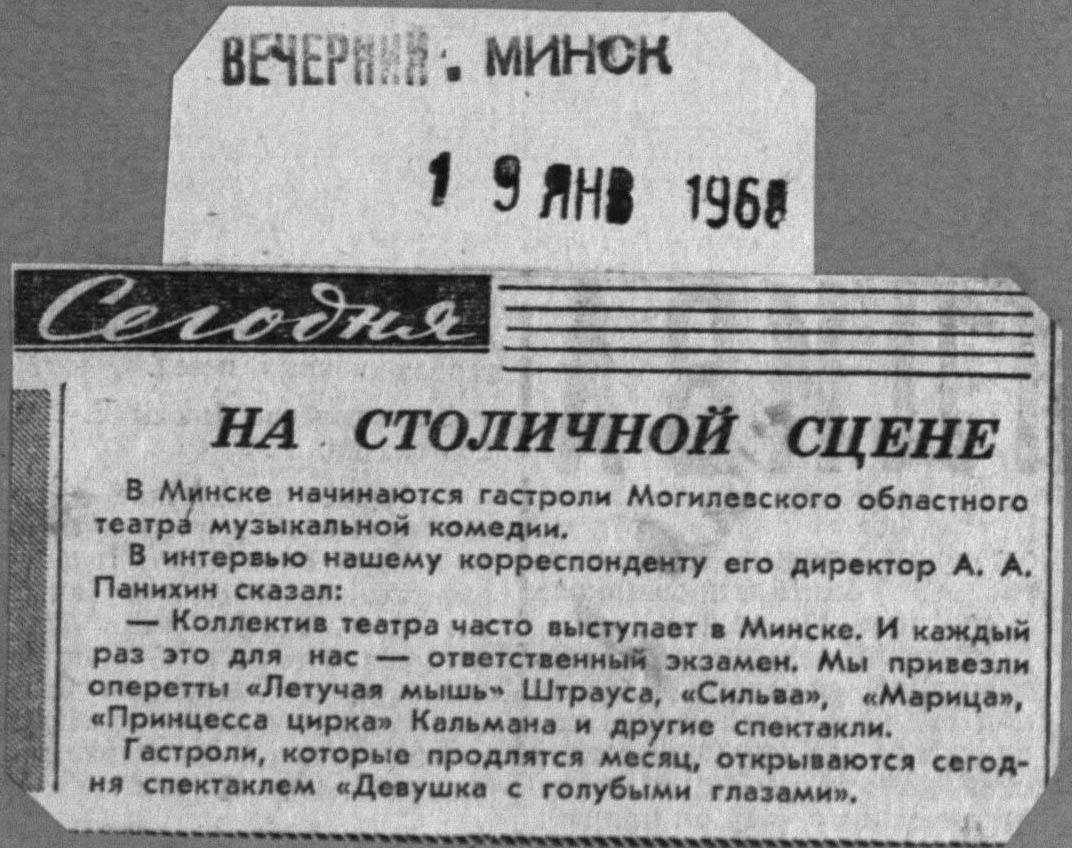 ВЕЧЕРНИЙ МИНСК
19 ЯНВ 1968
Сегодня
НА СТОЛИЧНОЙ СЦЕНЕ
В Минске начинаются гастроли Могилевского областного
театра музыкальной комедии.
В интервью нашему корреспонденту его директор А. А.
Панихин сказал:
— Коллектив театра часто выступает в Минске. И каждый
раз это для нас — ответственный экзамен. Мы привезли
оперетты «Летучая мышь» Штрауса, «Сильва», «Марица»,
«Принцесса цирка» Кальмана и другие спектакли.
Гастроли, которые продлятся месяц, открываются сегод-
ня спектаклем «Девушка с голубыми глазами».